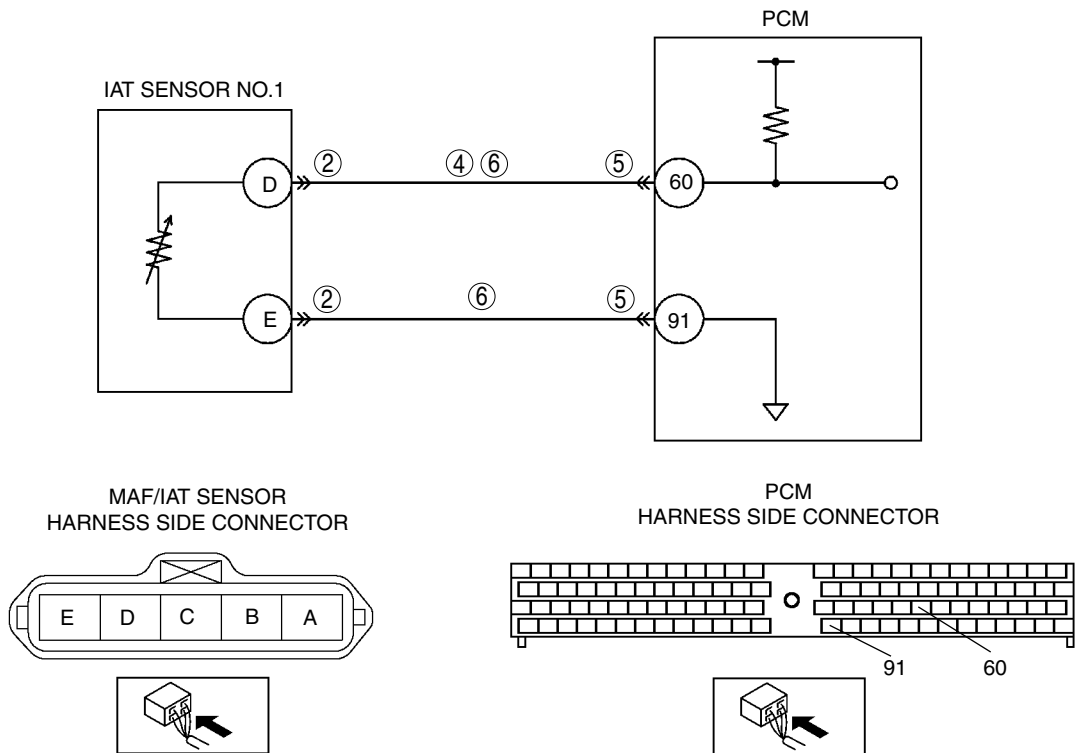 PCM
IAT SENSOR NO.1
D
②
④ ⑥
⑤
60
E
②
⑥
⑤
91
MAF/IAT SENSOR
HARNESS SIDE CONNECTOR
E D C B A
PCM
HARNESS SIDE CONNECTOR
91
60